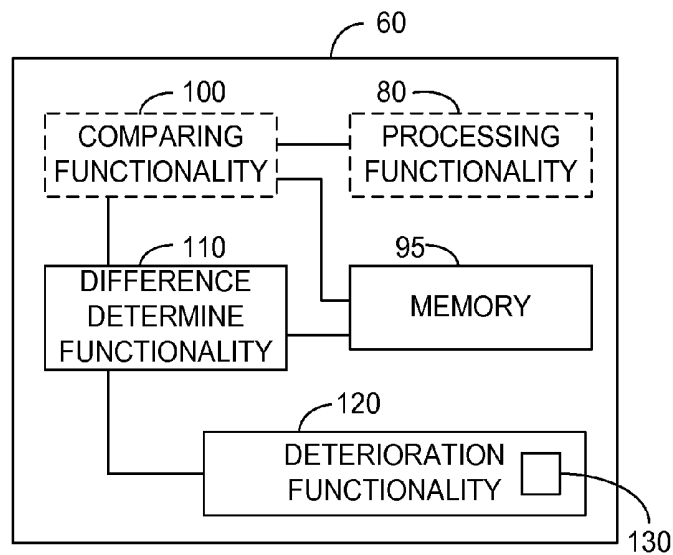 60
100
80
COMPARING
FUNCTIONALITY
PROCESSING
FUNCTIONALITY
110
95
DIFFERENCE
DETERMINE
FUNCTIONALITY
MEMORY
120
DETERIORATION
FUNCTIONALITY
130